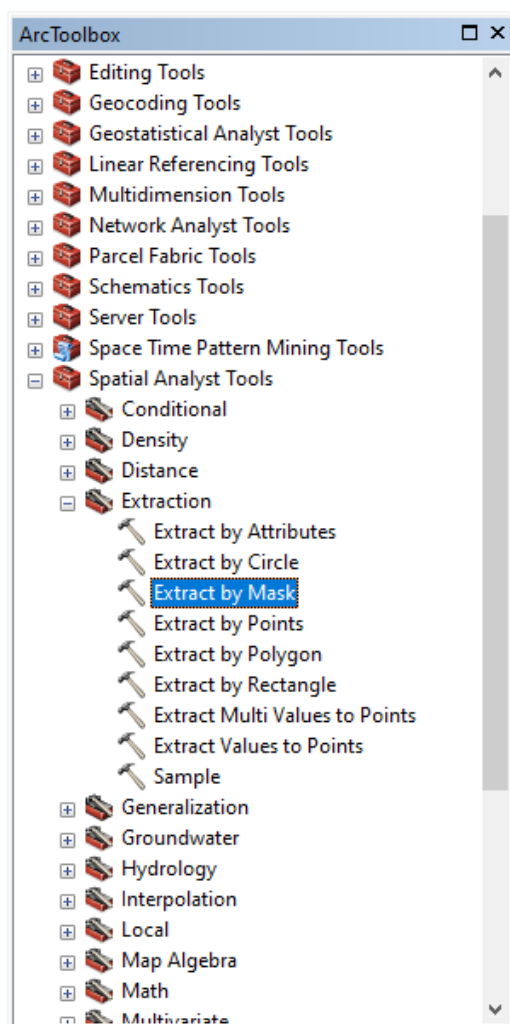 ArcToolbox
Editing Tools
Geocoding Tools
Geostatistical Analyst Tools
Linear Referencing Tools
Multidimension Tools
Network Analyst Tools
Parcel Fabric Tools
Schematics Tools
Server Tools
Space Time Pattern Mining Tools
Spatial Analyst Tools
Conditional
Density
Distance
Extraction
Extract by Attributes
Extract by Circle
Extract by Mask
Extract by Points
Extract by Polygon
Extract by Rectangle
Extract Multi Values to Points
Extract Values to Points
Sample
Generalization
Groundwater
Hydrology
Interpolation
Local
Map Algebra
Math
Multivariate